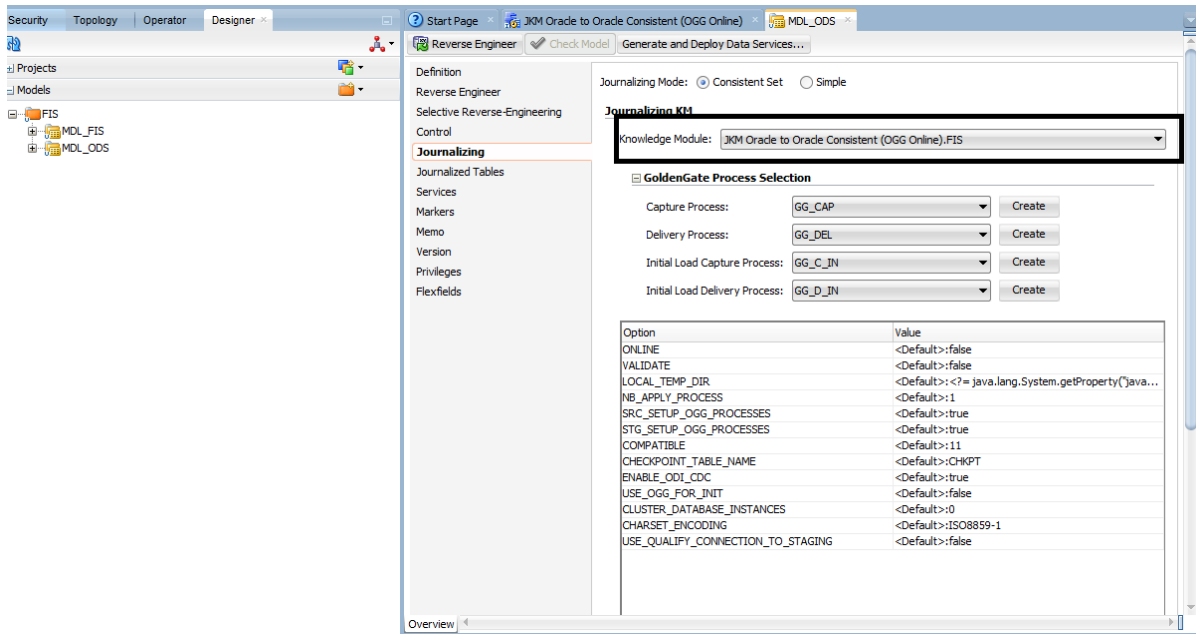 Security Topology Operator Designer
Start Page JKM Oracle to Oracle Consistent (OGG Online) MDL_ODS
Reverse Engineer Check Model Generate and Deploy Data Services...
Projects
Models
FIS
MDL_FIS
MDL_ODS
Definition
Reverse Engineer
Selective Reverse-Engineering
Control
Journalizing
Journalized Tables
Services
Markers
Memo
Version
Privileges
Flexfields
Journalizing Mode: Consistent Set Simple
Journalizing KM
Knowledge Module: JKM Oracle to Oracle Consistent (OGG Online).FIS
GoldenGate Process Selection
Capture Process: GG_CAP Create
Delivery Process: GG_DEL Create
Initial Load Capture Process: GG_C_IN Create
Initial Load Delivery Process: GG_D_IN Create
Option Value
ONLINE <Default>:false
VALIDATE <Default>:false
LOCAL_TEMP_DIR <Default>:<?= java.lang.System.getProperty("java...
NB_APPLY_PROCESS <Default>:1
SRC_SETUP_OGG_PROCESSES <Default>:true
STG_SETUP_OGG_PROCESSES <Default>:true
COMPATIBLE <Default>:11
CHECKPOINT_TABLE_NAME <Default>:CHKPT
ENABLE_ODI_CDC <Default>:true
USE_OGG_FOR_INIT <Default>:false
CLUSTER_DATABASE_INSTANCES <Default>:0
CHARSET_ENCODING <Default>:ISO8859-1
USE_QUALIFY_CONNECTION_TO_STAGING <Default>:false
Overview